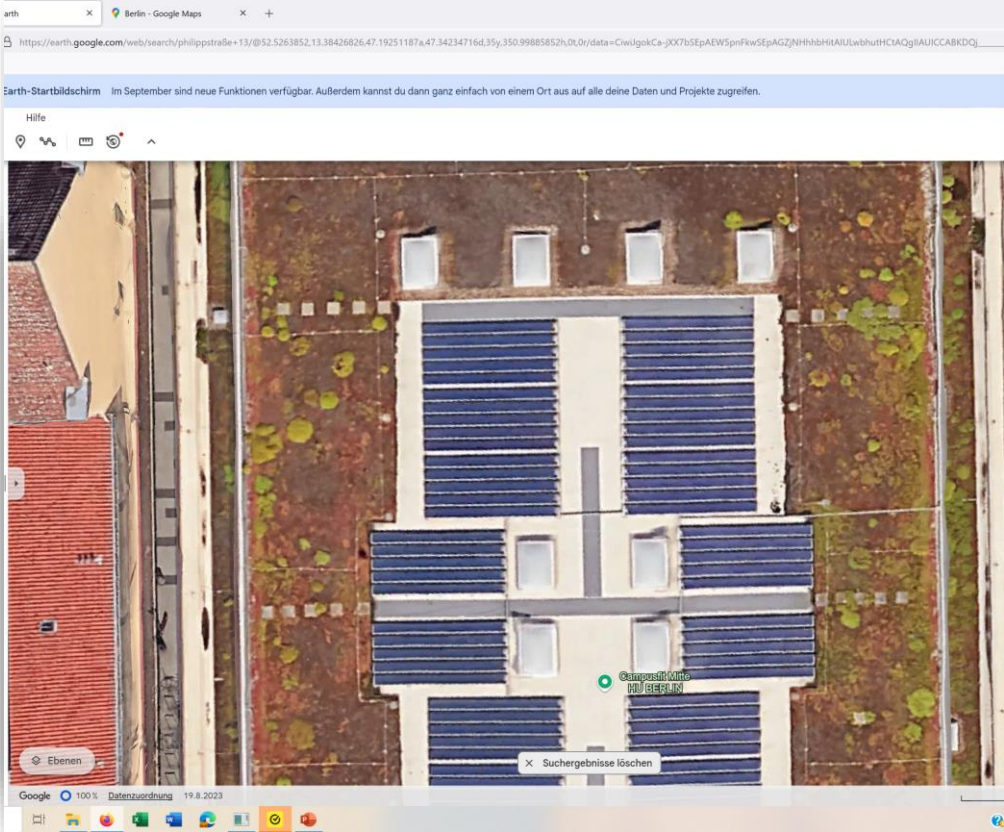 arth
Berlin - Google Maps
https://earth.google.com/web/search/philippstraße+13/@52.5263852,13.38426826,47.19251187a,47.34234716d,35y,350.99885852h,0t,0r/data=
Earth-Startbildschirm Im September sind neue Funktionen verfügbar. Außerdem kannst du dann ganz einfach von einem Ort aus auf alle deine Daten und Projekte zugreifen.
Hilfe
Campusfit Mitte
HU BERLIN
Ebenen
Suchergebnisse löschen
Google 100 % Datenzuordnung 19.8.2023